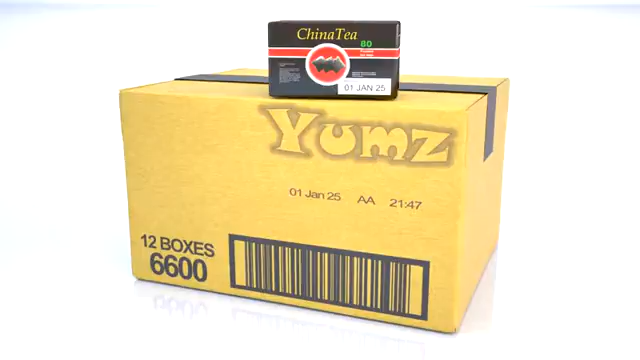 ChinaTea
80
01 JAN 25
Yumz
01 Jan 25 AA 21:47
12 BOXES
6600